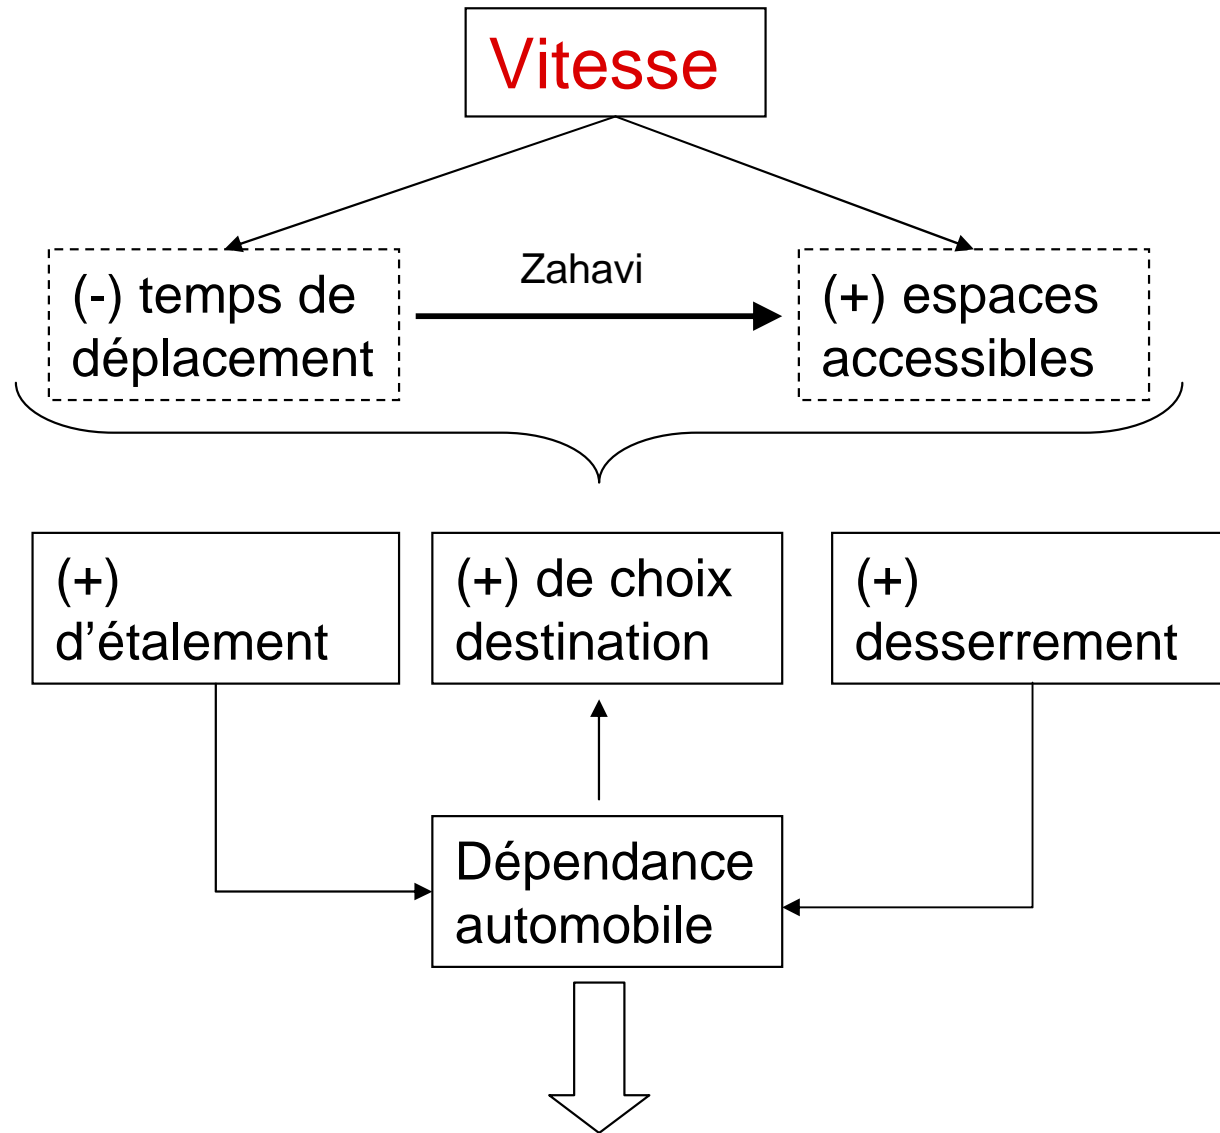 Vitesse
Zahavi
(-) temps de
déplacement
(+) espaces
accessibles
(+)
d’étalement
(+) de choix
destination
(+)
desserrement
Dépendance
automobile